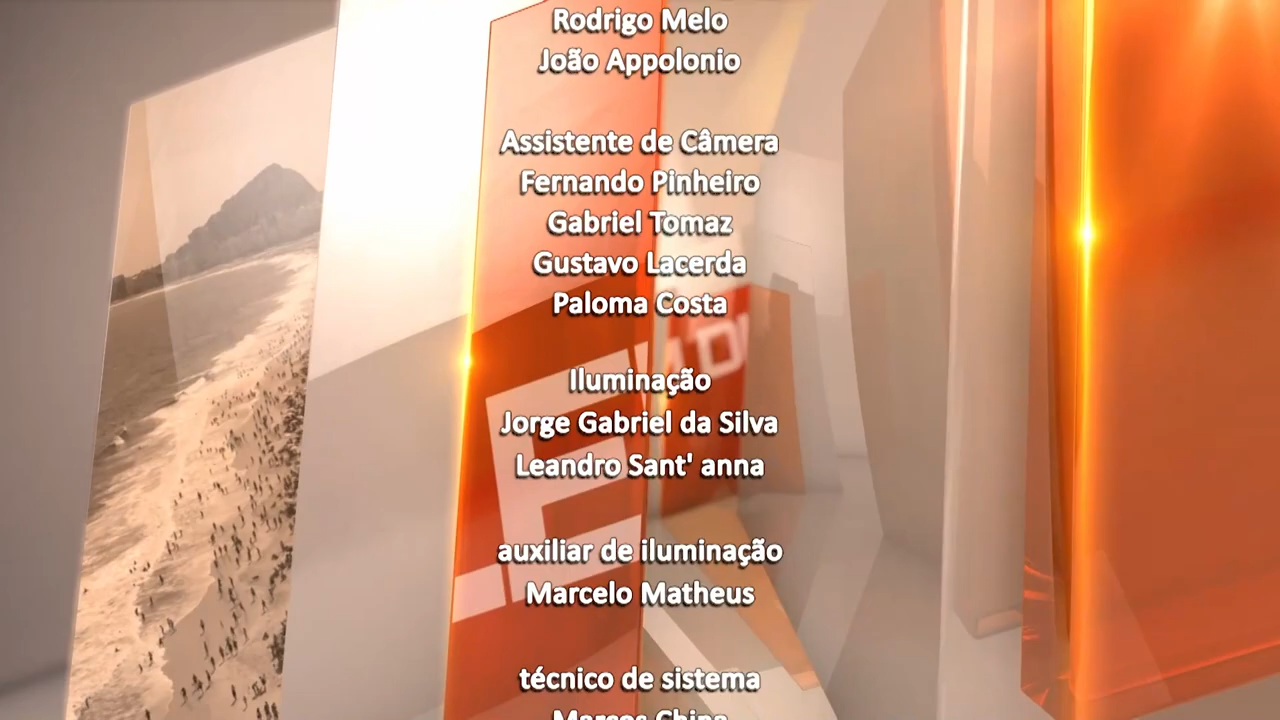 Rodrigo Melo
João Appolonio
Assistente de Câmera
Fernando Pinheiro
Gabriel Tomaz
Gustavo Lacerda
Paloma Costa
Iluminação
Jorge Gabriel da Silva
Leandro Sant' anna
auxiliar de iluminação
Marcelo Matheus
técnico de sistema